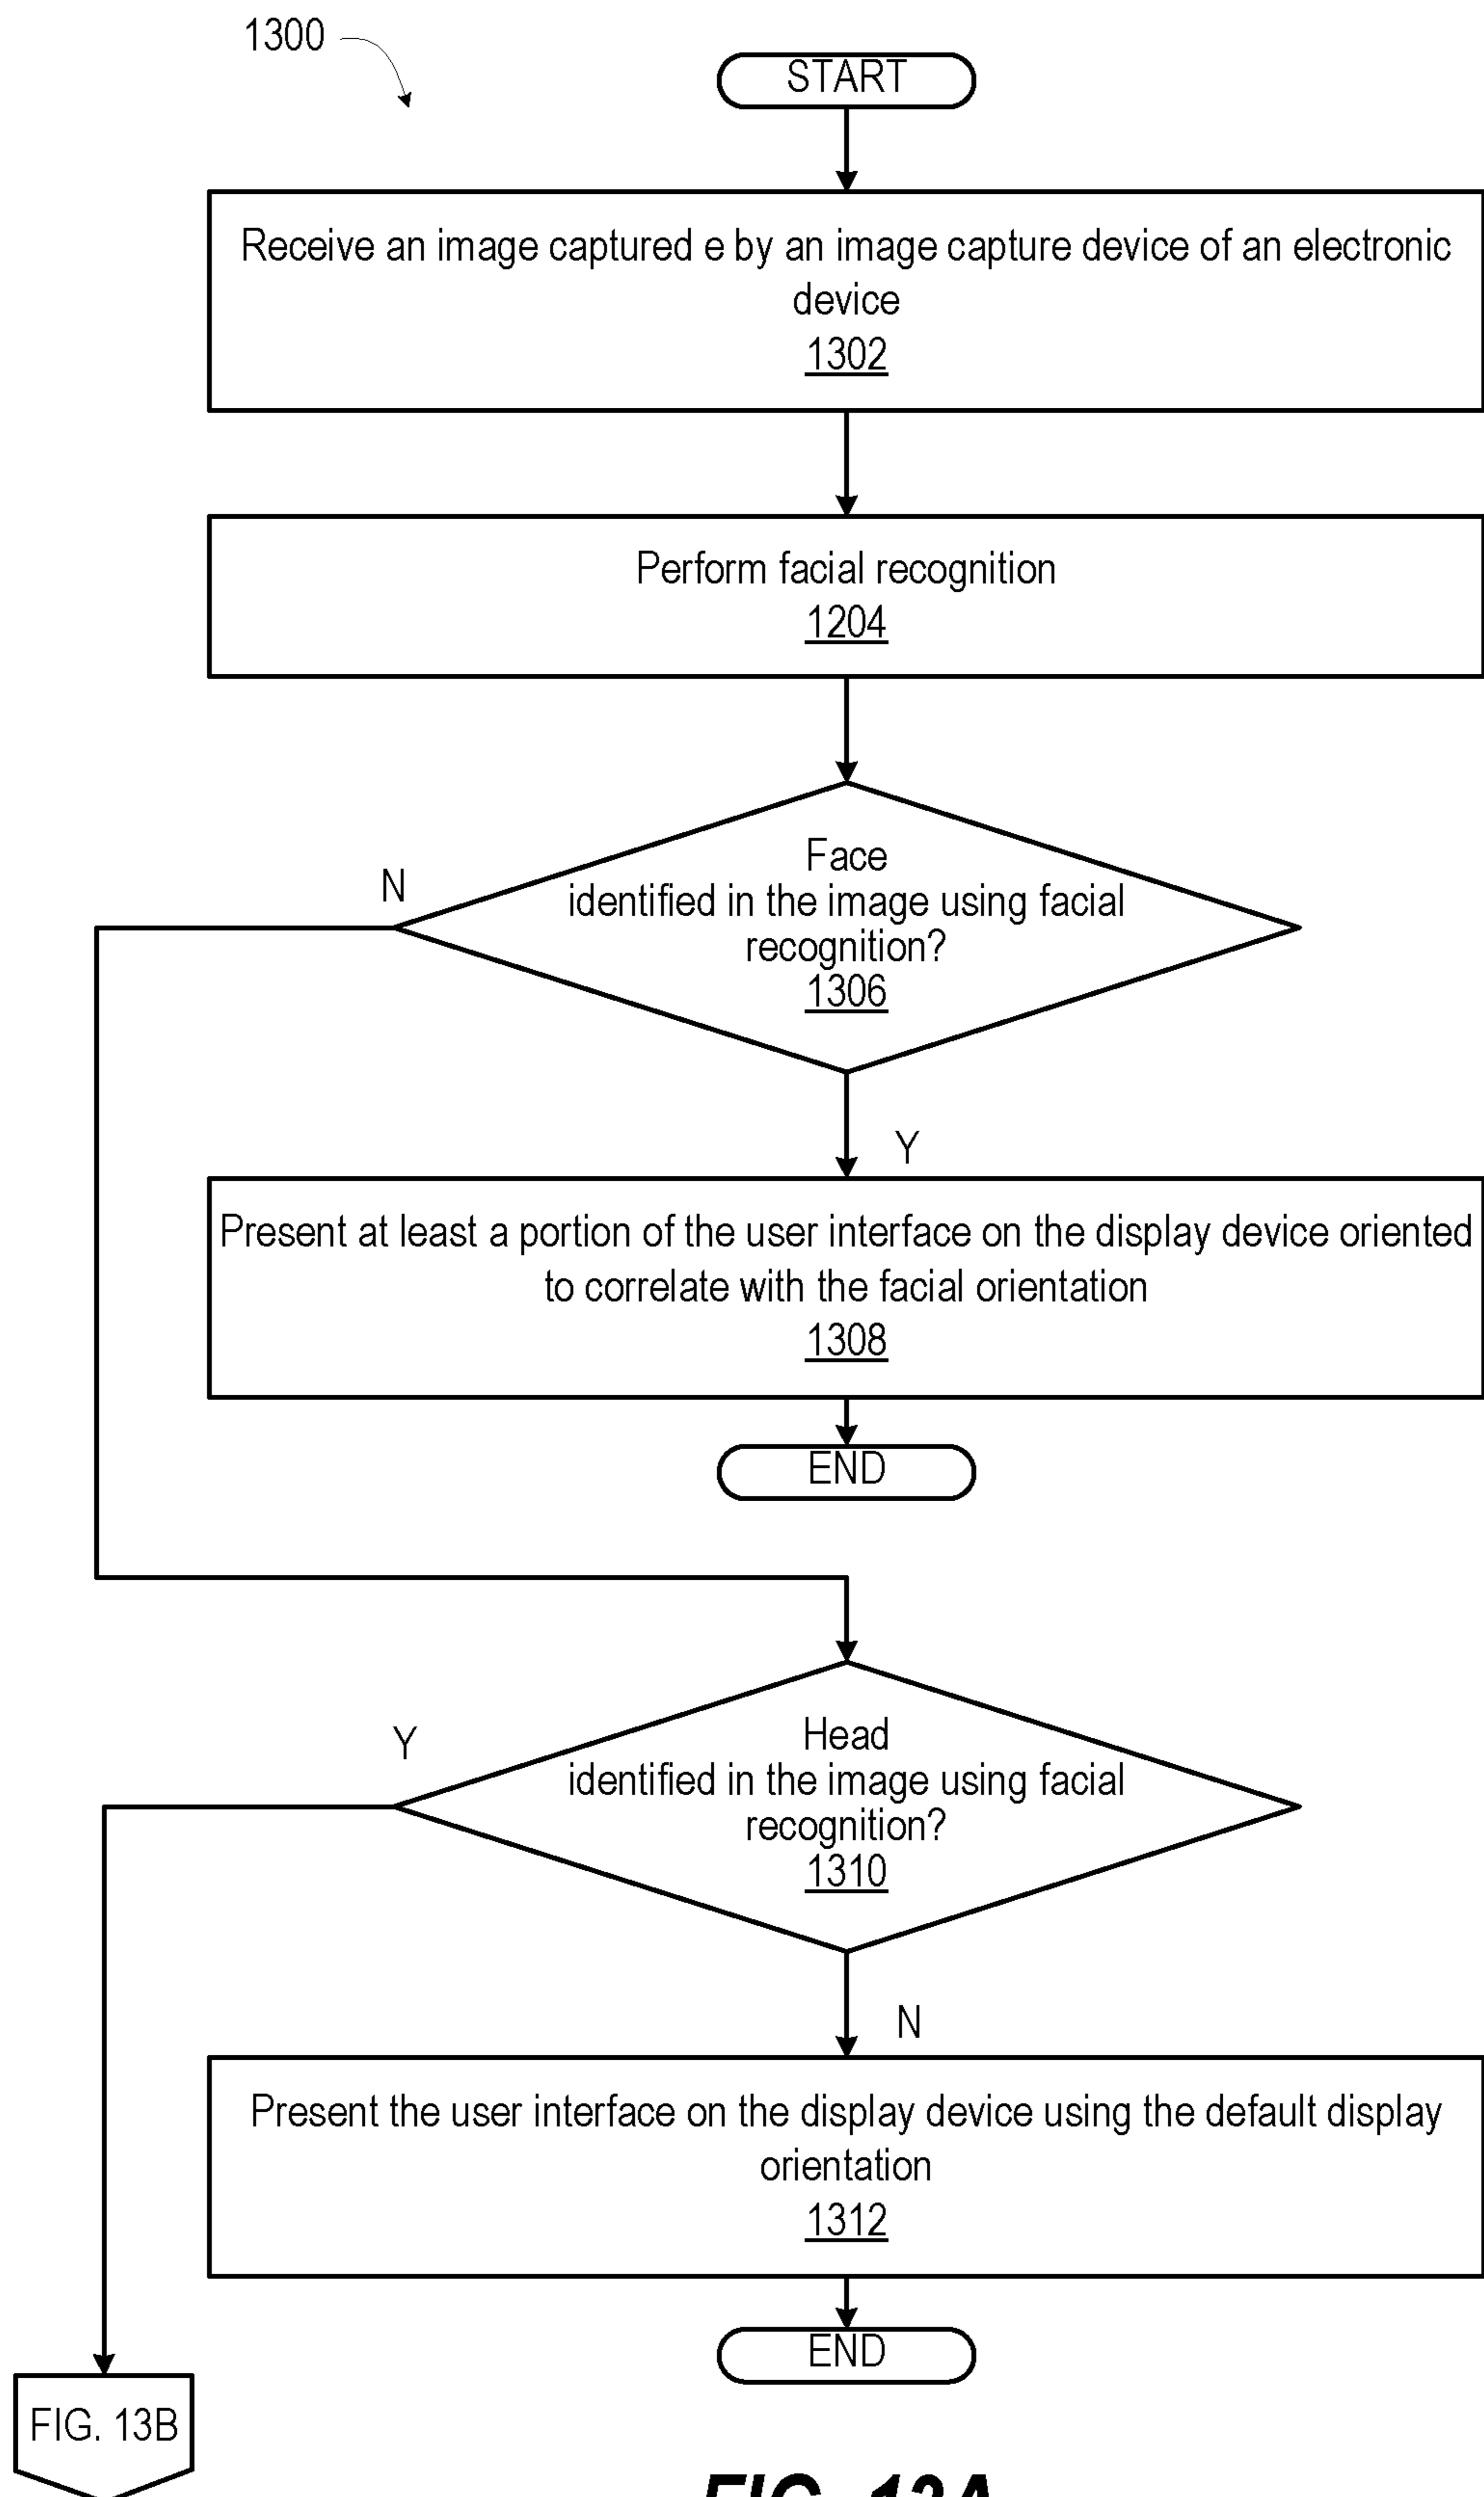 1300
START
Receive an image captured e by an image capture device of an electronic
device
1302
Perform facial recognition
1204
Face
identified in the image using facial
recognition?
1306
N
Y
Present at least a portion of the user interface on the display device oriented
to correlate with the facial orientation
1308
END
Head
identified in the image using facial
recognition?
1310
Y
N
Present the user interface on the display device using the default display
orientation
1312
END
FIG. 13B
FIG. 13A